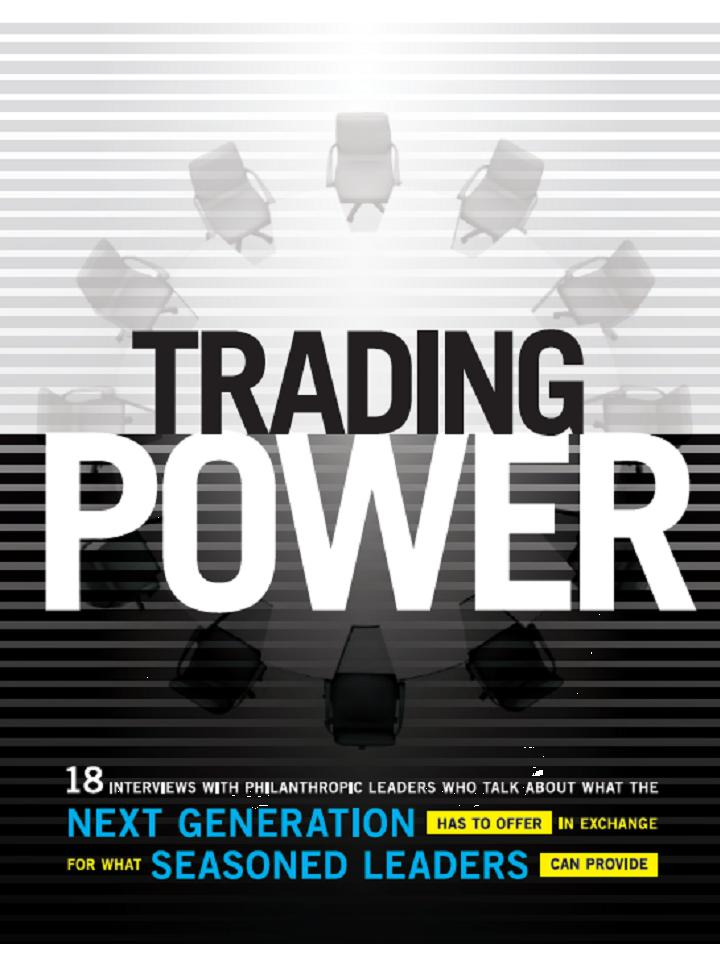 TRADING
POWER
18 INTERVIEWS WITH PHILANTHROPIC LEADERS WHO TALK ABOUT WHAT THE
NEXT GENERATION HAS TO OFFER IN EXCHANGE
FOR WHAT SEASONED LEADERS CAN PROVIDE